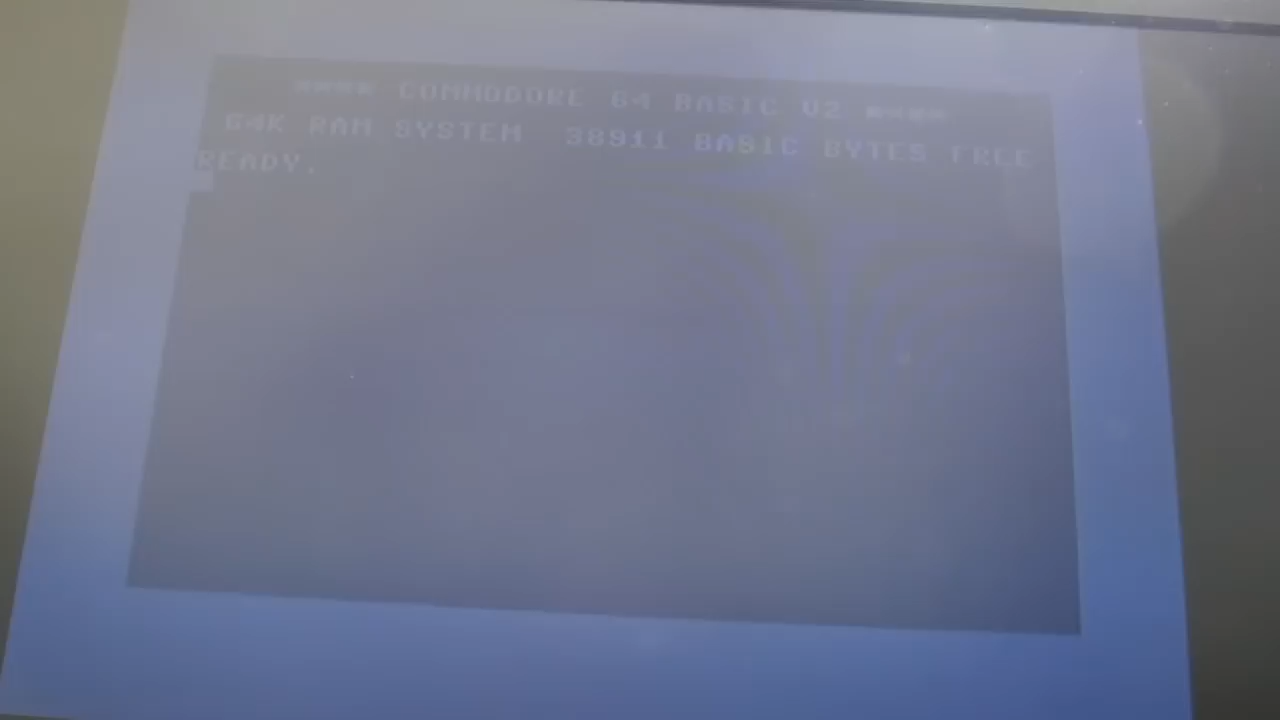 **** COMMODORE 64 BASIC V2 ****
64K RAM SYSTEM 38911 BASIC BYTES FREE
READY.